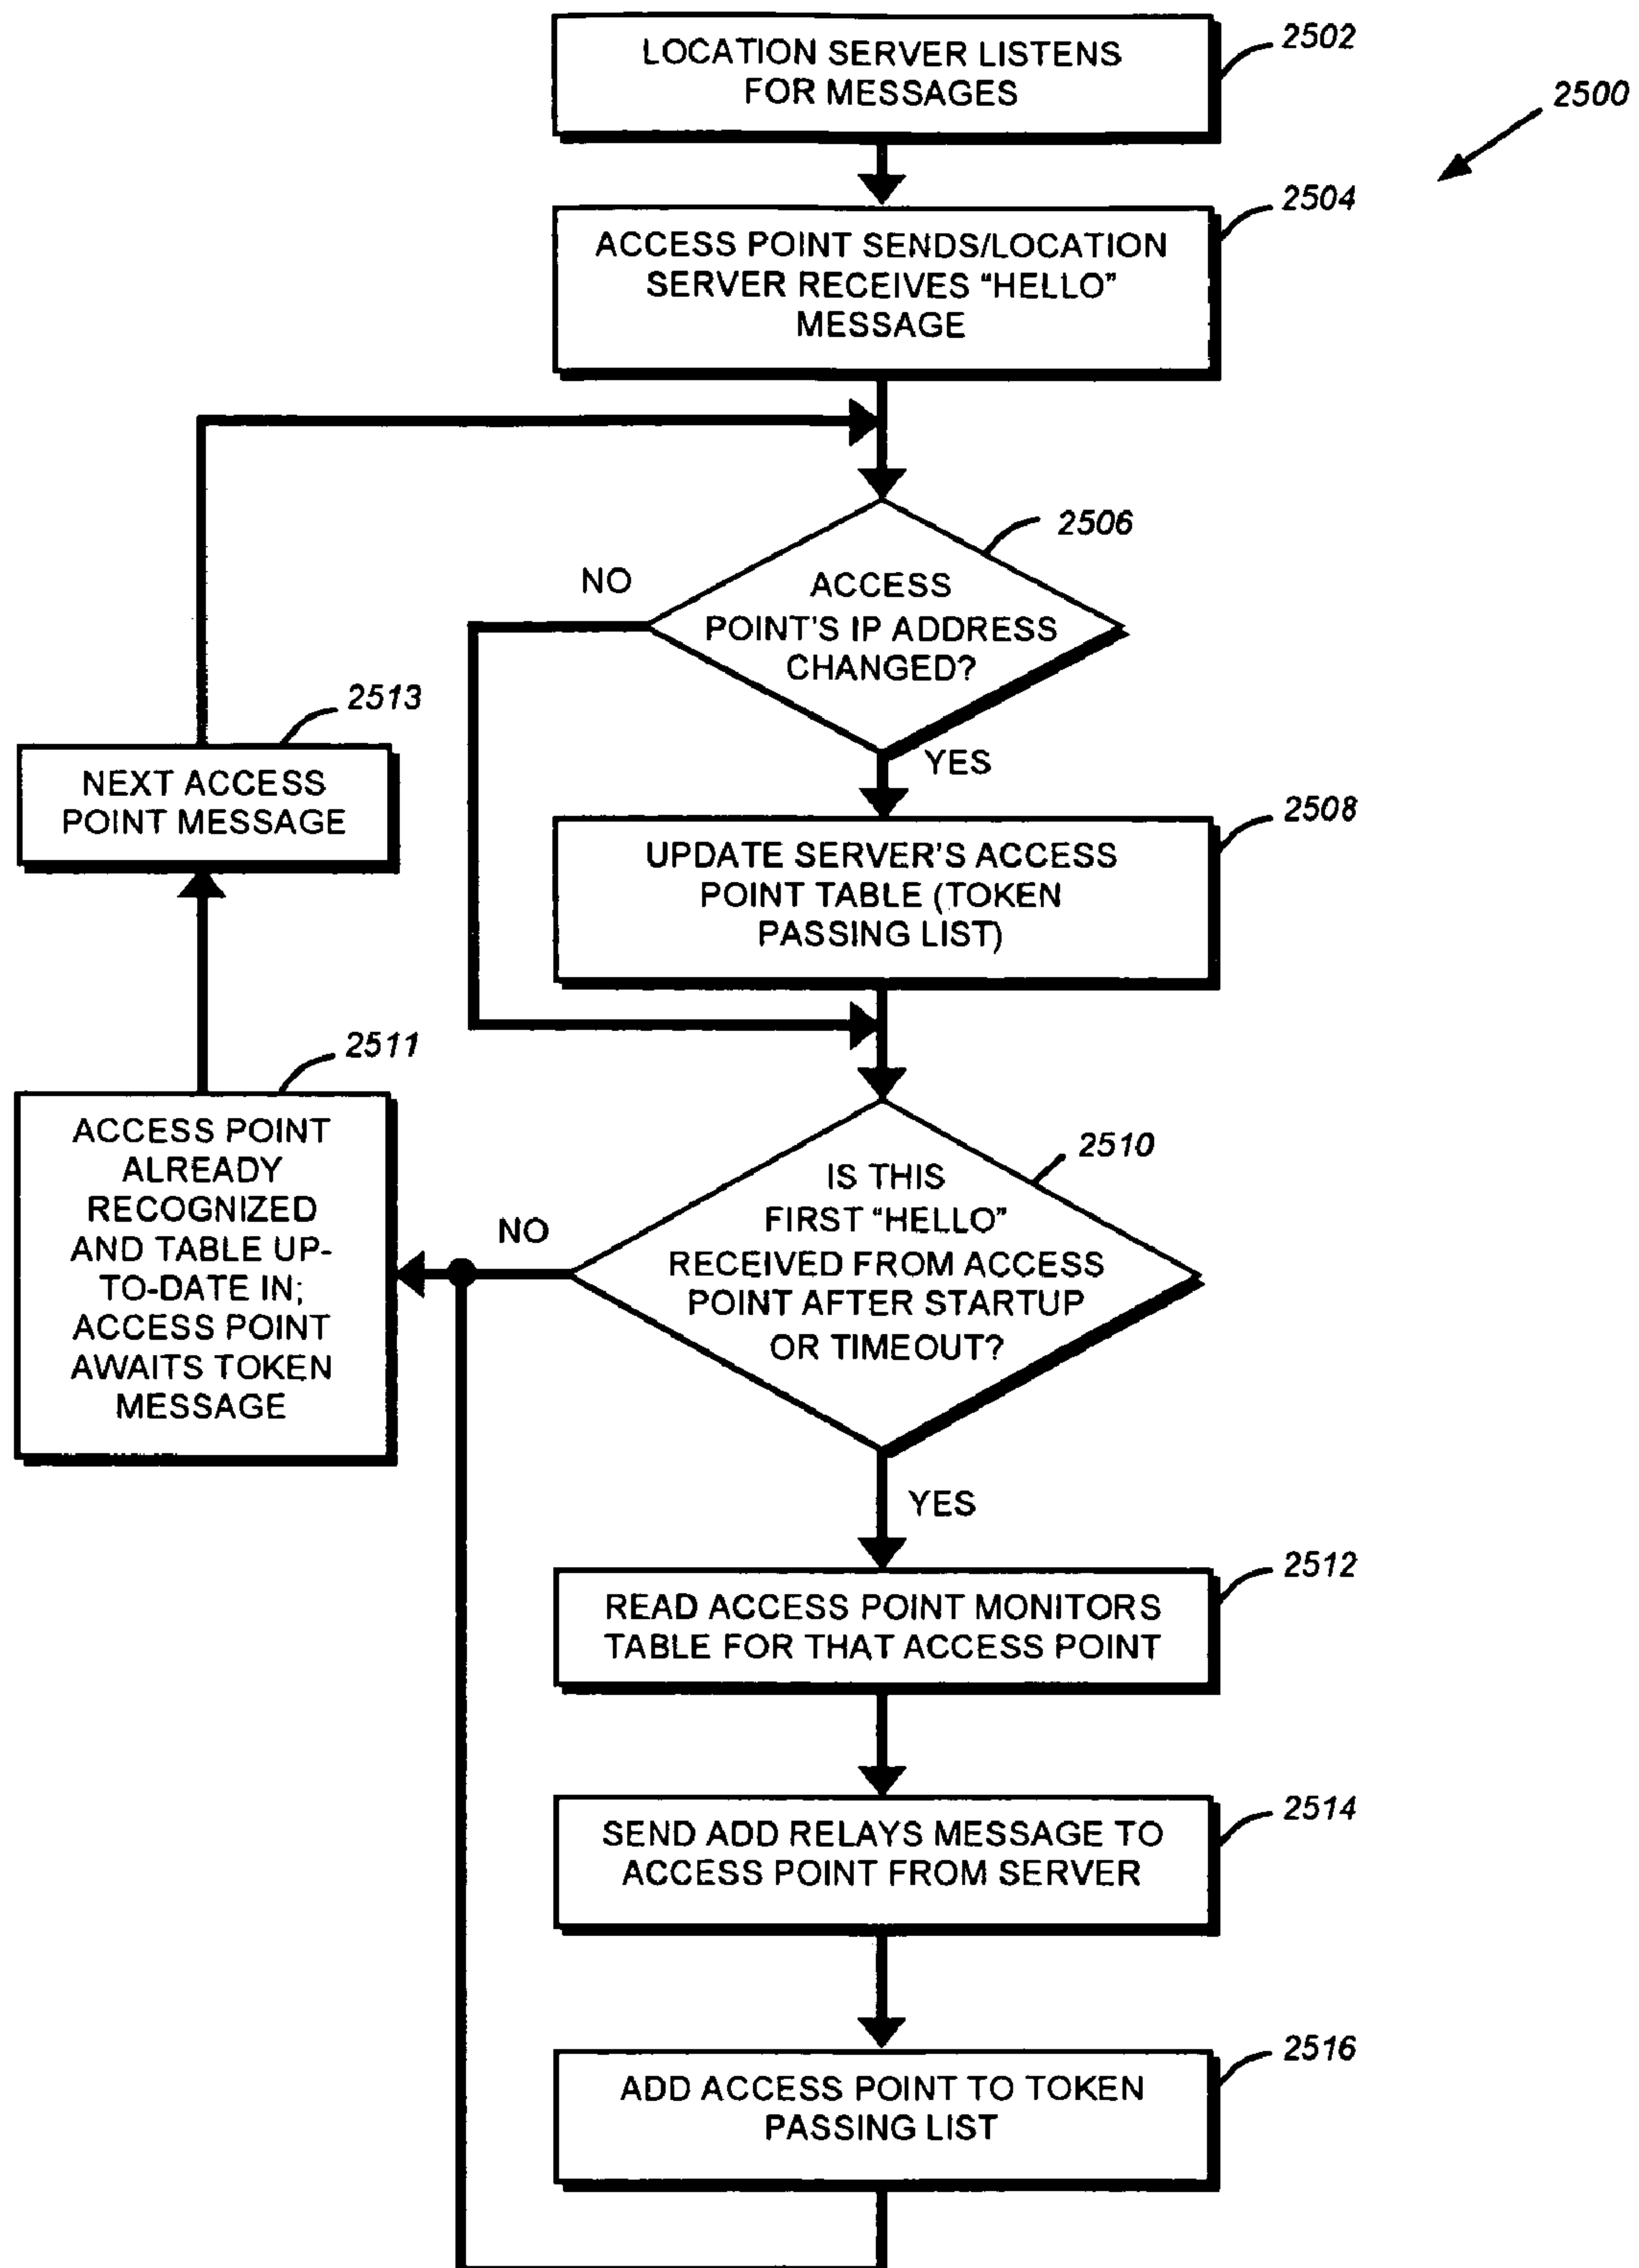 LOCATION SERVER LISTENS
FOR MESSAGES
2502
2500
ACCESS POINT SENDS/LOCATION
SERVER RECEIVES “HELLO”
MESSAGE
2504
ACCESS
POINT'S IP ADDRESS
CHANGED?
2506
NO
YES
UPDATE SERVER'S ACCESS
POINT TABLE (TOKEN
PASSING LIST)
2508
NEXT ACCESS
POINT MESSAGE
2513
ACCESS POINT
ALREADY
RECOGNIZED
AND TABLE UP-
TO-DATE IN;
ACCESS POINT
AWAITS TOKEN
MESSAGE
2511
IS THIS
FIRST “HELLO”
RECEIVED FROM ACCESS
POINT AFTER STARTUP
OR TIMEOUT?
2510
NO
YES
READ ACCESS POINT MONITORS
TABLE FOR THAT ACCESS POINT
2512
SEND ADD RELAYS MESSAGE TO
ACCESS POINT FROM SERVER
2514
ADD ACCESS POINT TO TOKEN
PASSING LIST
2516